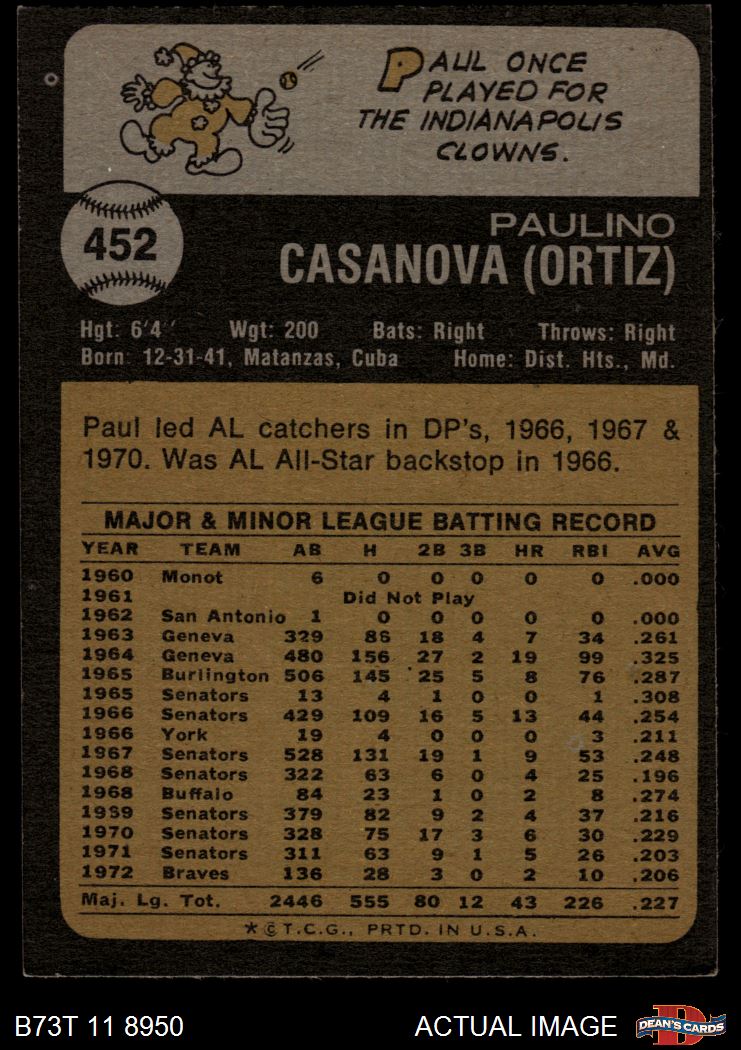 PAUL ONCE
PLAYED FOR
THE INDIANAPOLIS
CLOWNS.
452
PAULINO
CASANOVA (ORTIZ)
Hgt: 6'4" Wgt: 200 Bats: Right Throws: Right
Born: 12-31-41, Matanzas, Cuba Home: Dist. Hts., Md.
Paul led AL catchers in DP's, 1966, 1967 &
1970. Was AL All-Star backstop in 1966.
MAJOR & MINOR LEAGUE BATTING RECORD
YEAR TEAM AB H 2B 3B HR RBI AVG
1960 Monot 6 0 0 0 0 0 .000
1961 Did Not Play
1962 San Antonio 1 0 0 0 0 0 .000
1963 Geneva 329 86 18 4 7 34 .261
1964 Geneva 480 156 27 2 19 99 .325
1965 Burlington 506 145 25 5 8 76 .287
1965 Senators 13 4 1 0 0 1 .308
1966 Senators 429 109 16 5 13 44 .254
1966 York 19 4 0 0 0 3 .211
1967 Senators 528 131 19 1 9 53 .248
1968 Senators 322 63 6 0 4 25 .196
1968 Buffalo 84 23 1 0 2 8 .274
1969 Senators 379 82 9 2 4 37 .216
1970 Senators 328 75 17 3 6 30 .229
1971 Senators 311 63 9 1 5 26 .203
1972 Braves 136 28 3 0 2 10 .206
Maj. Lg. Tot. 2446 555 80 12 43 226 .227
*©T.C.G., PRTD. IN U.S.A.
B73T 11 8950 ACTUAL IMAGE DEAN'S CARDS